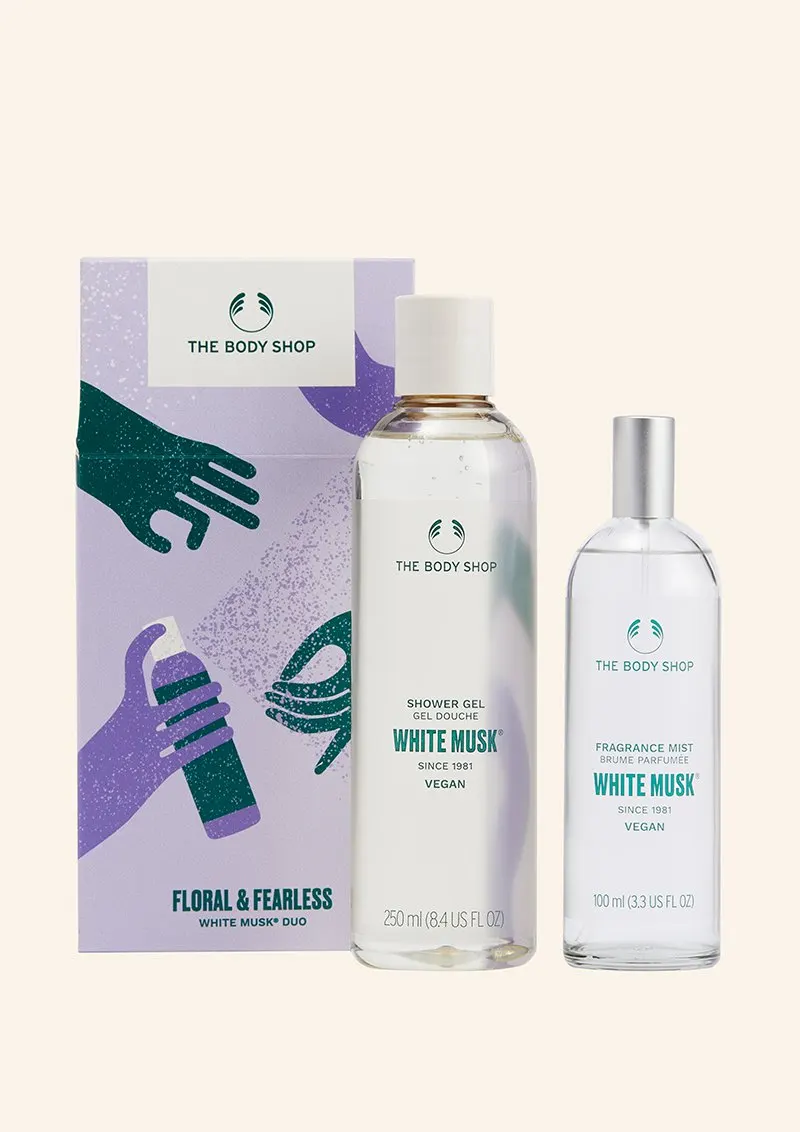 THE BODY SHOP
FLORAL & FEARLESS
WHITE MUSK® DUO
THE BODY SHOP
SHOWER GEL
GEL DOUCHE
WHITE MUSK®
SINCE 1981
VEGAN
250 ml (8.4 US FL OZ)
THE BODY SHOP
FRAGRANCE MIST
BRUME PARFUMÉE
WHITE MUSK®
SINCE 1981
VEGAN
100 ml (3.3 US FL OZ)